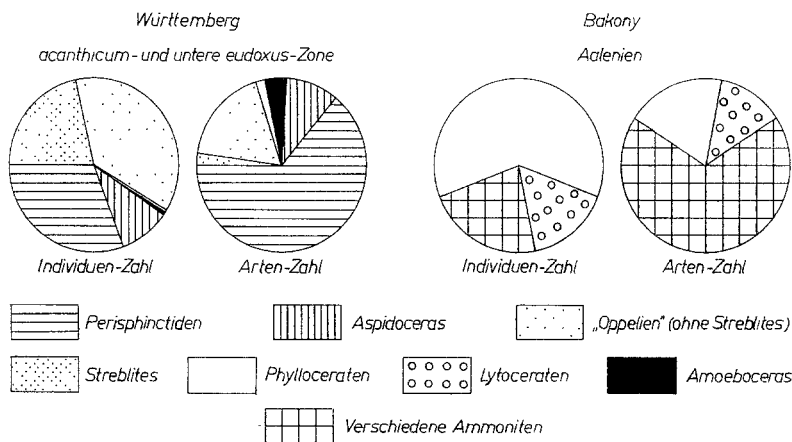 Württemberg
acanthicum- und untere eudoxus-Zone
Bakony
Aalenien
Individuen-Zahl
Arten-Zahl
Individuen-Zahl
Arten-Zahl
Perisphinctiden
Aspidoceras
„Oppelien" (ohne Streblites)
Streblites
Phylloceraten
Lytoceraten
Amoeboceras
Verschiedene Ammoniten